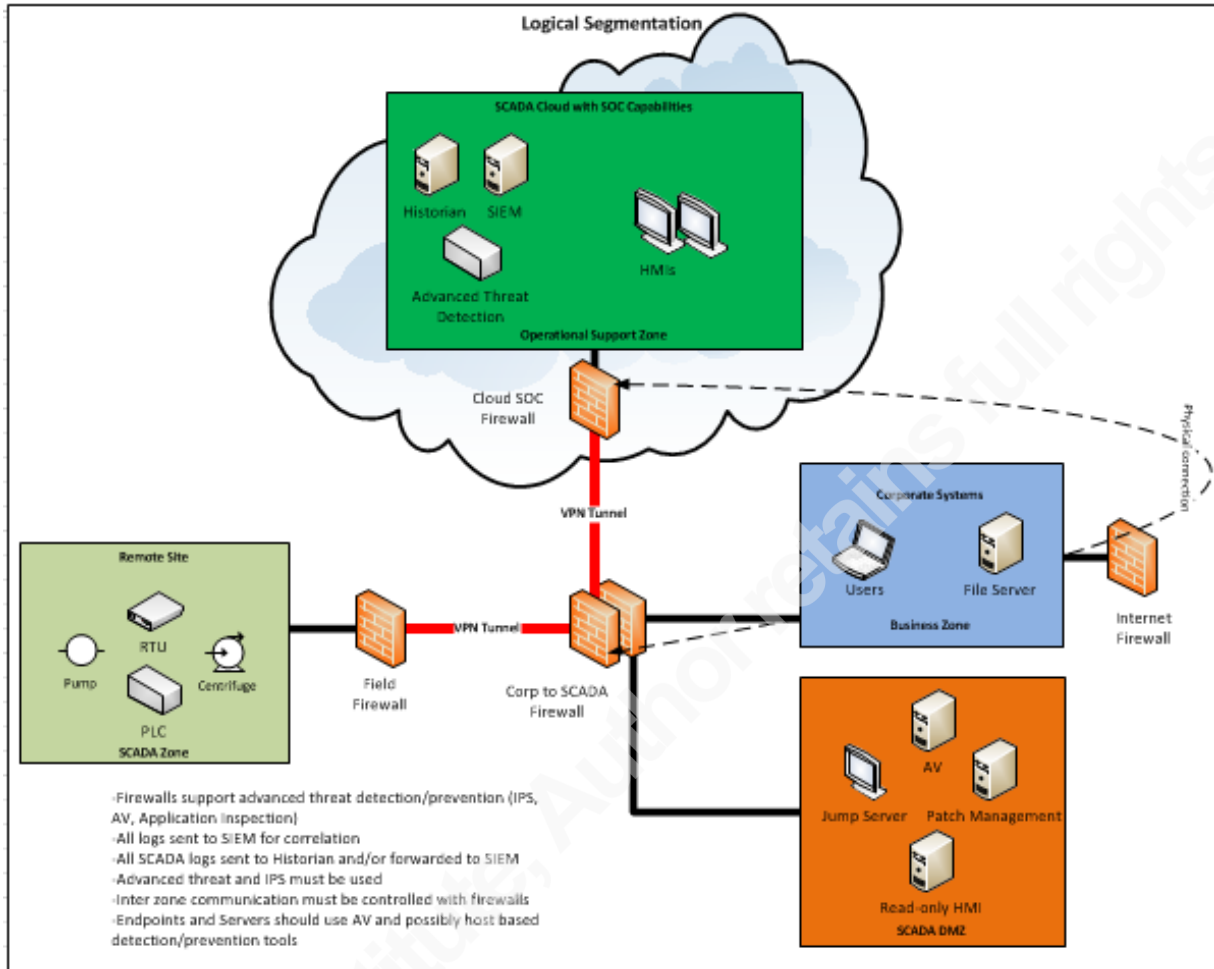 Logical Segmentation
SCADA Cloud with SOC Capabilities
Historian
SIEM
HMIs
Advanced Threat
Detection
Operational Support Zone
Cloud SOC
Firewall
Physical connection
VPN Tunnel
Corporate Systems
Users
File Server
Business Zone
Internet
Firewall
Remote Site
RTU
Pump
Centrifuge
PLC
SCADA Zone
VPN Tunnel
Field
Firewall
Corp to SCADA
Firewall
AV
Jump Server
Patch Management
Read-only HMI
SCADA DMZ
-Firewalls support advanced threat detection/prevention (IPS,
AV, Application Inspection)
-All logs sent to SIEM for correlation
-All SCADA logs sent to Historian and/or forwarded to SIEM
-Advanced threat and IPS must be used
-Inter zone communication must be controlled with firewalls
-Endpoints and Servers should use AV and possibly host based
detection/prevention tools
Author retains full rights